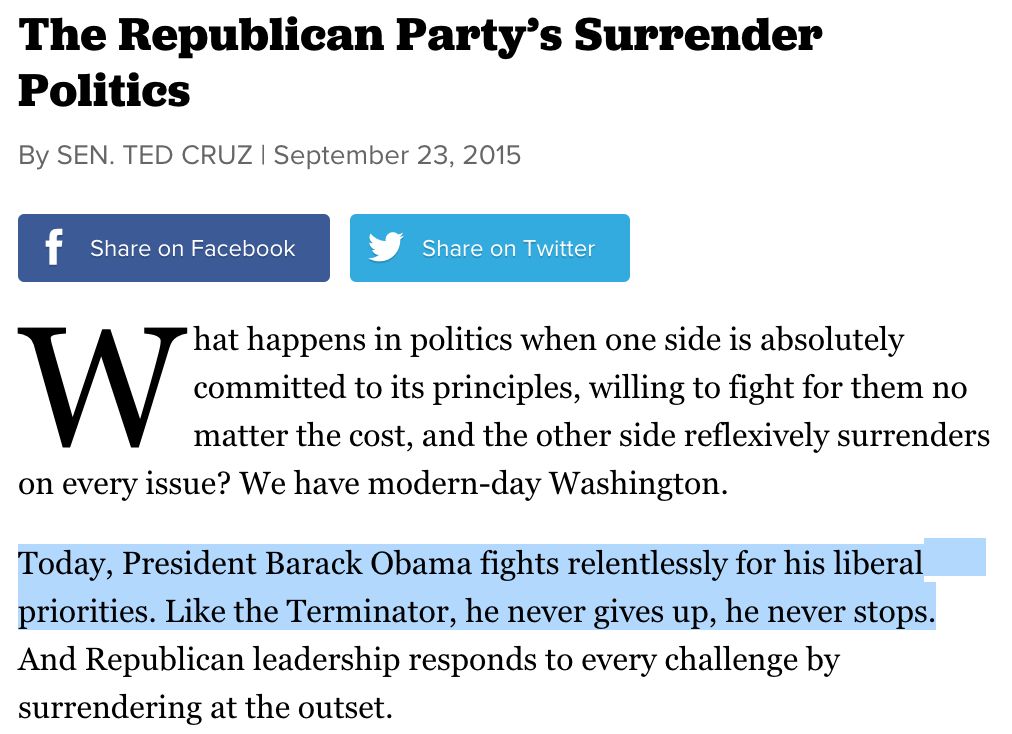 The Republican Party’s Surrender
Politics
By SEN. TED CRUZ | September 23, 2015
f Share on Facebook
Share on Twitter
What happens in politics when one side is absolutely
committed to its principles, willing to fight for them no
matter the cost, and the other side reflexively surrenders
on every issue? We have modern-day Washington.
Today, President Barack Obama fights relentlessly for his liberal
priorities. Like the Terminator, he never gives up, he never stops.
And Republican leadership responds to every challenge by
surrendering at the outset.